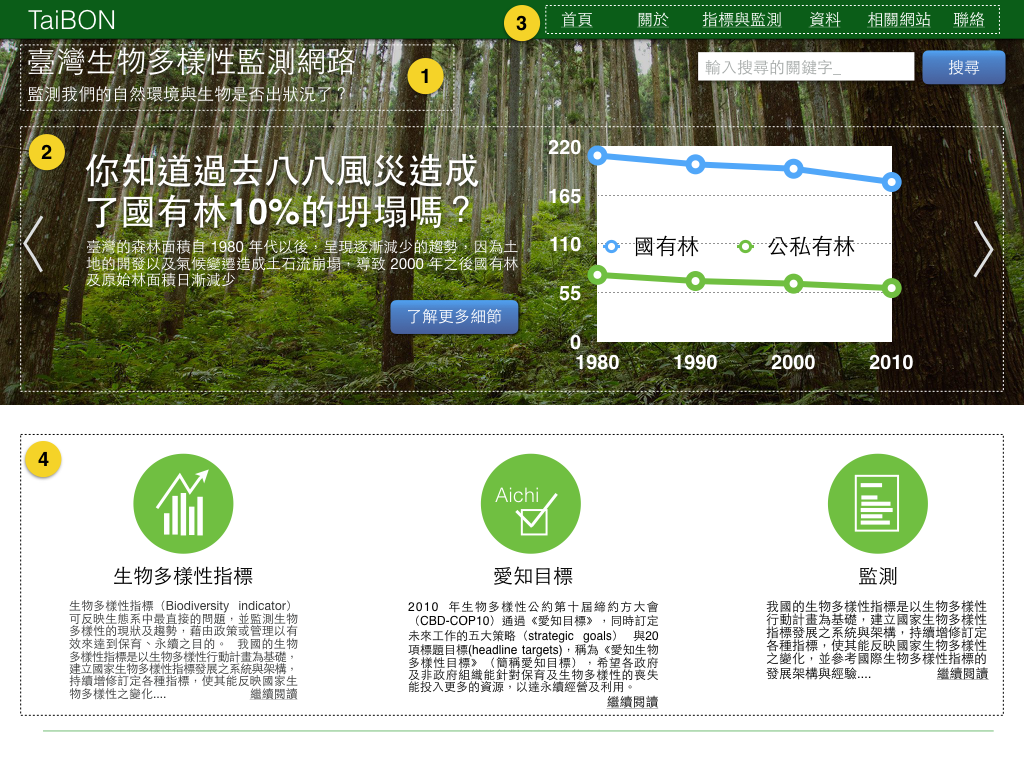 TaiBON
3
首頁 關於 指標與監測 資料 相關網站 聯絡
臺灣生物多樣性監測網路
監測我們的自然環境與生物是否出狀況了？
1
輸入搜尋的關鍵字_
搜尋
2
你知道過去八八風災造成
了國有林10%的坍塌嗎？
臺灣的森林面積自 1980 年代以後，呈現逐漸減少的趨勢，因為土
地的開發以及氣候變遷造成土石流崩塌，導致 2000 年之後國有林
及原始林面積日漸減少
了解更多細節
220
165
110
55
0
國有林 公私有林
1980 1990 2000 2010
4
生物多樣性指標
生物多樣性指標（Biodiversity indicator）
可反映生態系中最直接的問題，並監測生物
多樣性的現狀及趨勢，藉由政策或管理以有
效來達到保育、永續之目的。 我國的生物
多樣性指標是以生物多樣性行動計畫為基礎，
建立國家生物多樣性指標發展之系統與架構，
持續增修訂定各種指標，使其能反映國家生
物多樣性之變化.... 繼續閱讀
Aichi
愛知目標
2010 年生物多樣性公約第十屆締約方大會
（CBD-COP10）通過《愛知目標》，同時訂定
未來工作的五大策略（strategic goals） 與20
項標題目標(headline targets)，稱為《愛知生物
多樣性目標》（簡稱愛知目標），希望各政府
及非政府組織能針對保育及生物多樣性的喪失
能投入更多的資源，以達永續經營及利用。
繼續閱讀
監測
我國的生物多樣性指標是以生物多樣性
行動計畫為基礎，建立國家生物多樣性
指標發展之系統與架構，持續增修訂定
各種指標，使其能反映國家生物多樣性
之變化，並參考國際生物多樣性指標的
發展架構與經驗.... 繼續閱讀